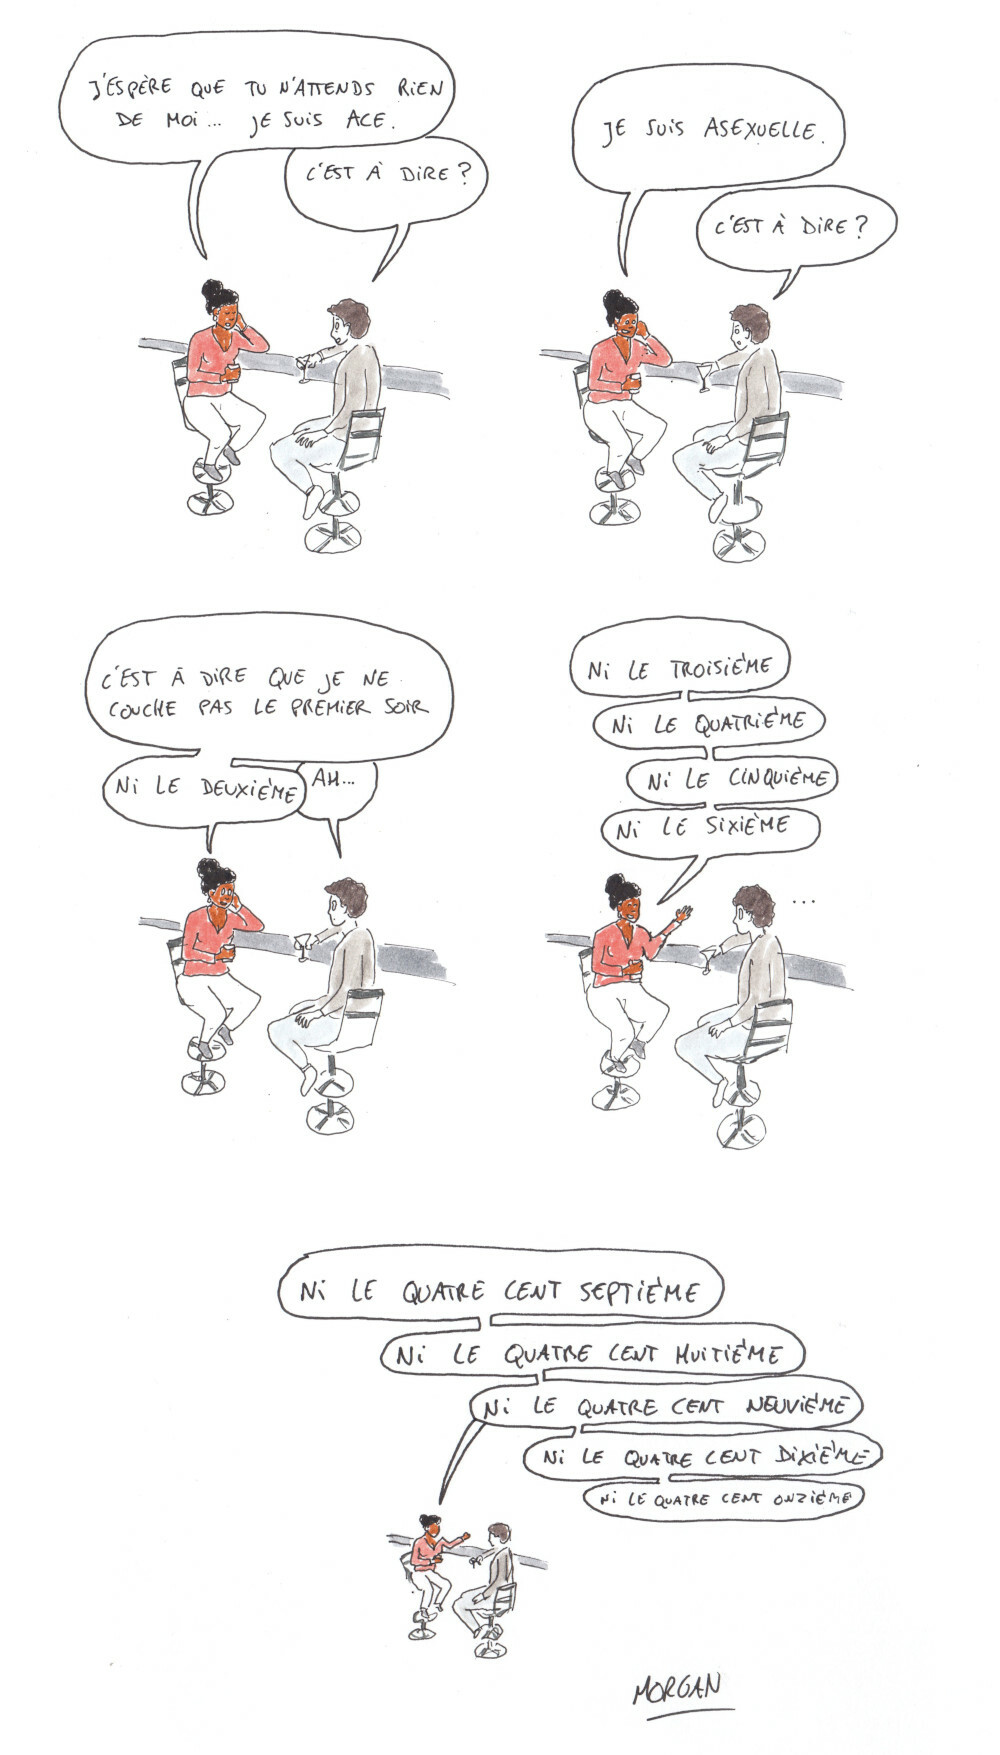 J'ESPÈRE QUE TU N'ATTENDS RIEN
DE MOI... JE SUIS ACE.
C'EST À DIRE ?
JE SUIS ASEXUELLE.
C'EST À DIRE ?
C'EST À DIRE QUE JE NE
COUCHE PAS LE PREMIER SOIR
NI LE DEUXIÈME
AH...
NI LE TROISIÈME
NI LE QUATRIÈME
NI LE CINQUIÈME
NI LE SIXIÈME
...
NI LE QUATRE CENT SEPTIÈME
NI LE QUATRE CENT HUITIÈME
NI LE QUATRE CENT NEUVIÈME
NI LE QUATRE CENT DIXIÈME
NI LE QUATRE CENT ONZIÈME
MORGAN